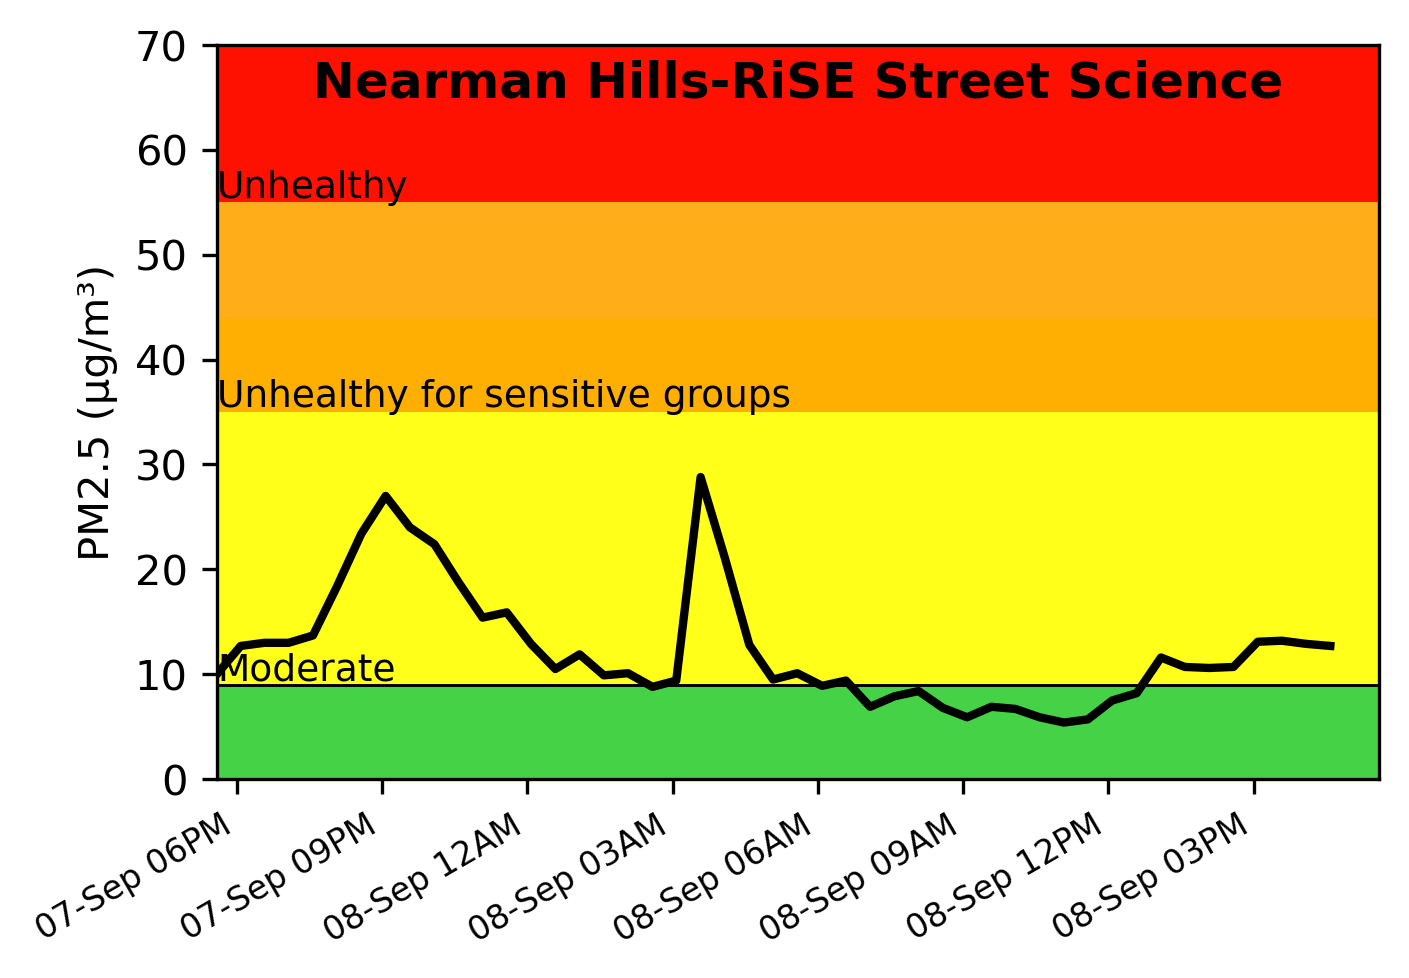 Nearman Hills-RiSE Street Science
70
60
Unhealthy
50
40
Unhealthy for sensitive groups
30
20
Moderate
10
0
PM2.5 (µg/m³)
07-Sep 06PM
07-Sep 09PM
08-Sep 12AM
08-Sep 03AM
08-Sep 06AM
08-Sep 09AM
08-Sep 12PM
08-Sep 03PM